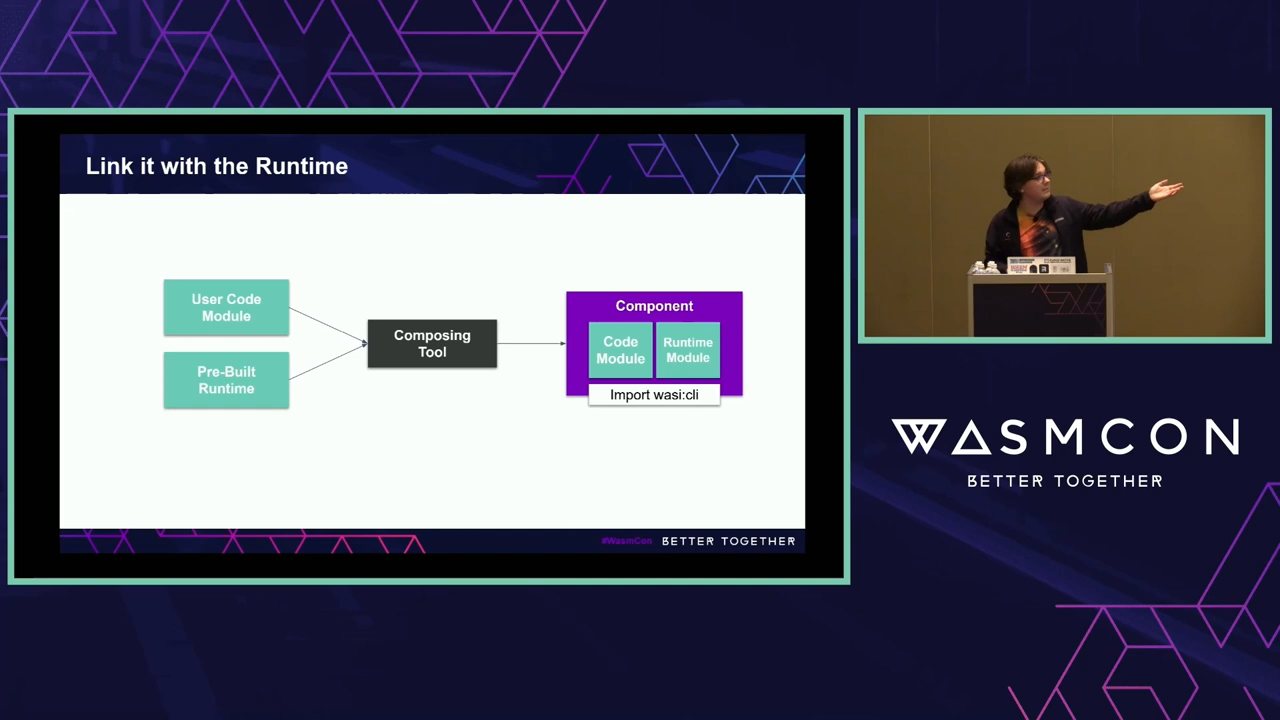 Link it with the Runtime
User Code
Module
Pre-Built
Runtime
Composing
Tool
Component
Code
Module
Runtime
Module
Import wasi:cli
#WasmCon
BETTER TOGETHER
WASMCON
BETTER TOGETHER